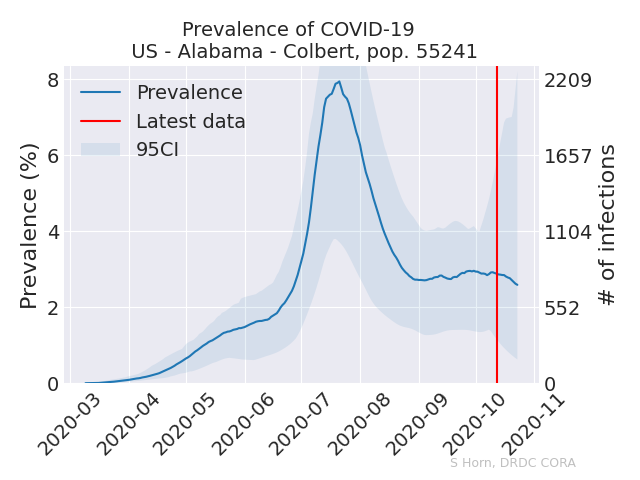 Prevalence of COVID-19
US - Alabama - Colbert, pop. 55241
Prevalence
Latest data
95CI
Prevalence (%)
8
6
4
2
0
2209
1657
1104
552
0
# of infections
2020-03
2020-04
2020-05
2020-06
2020-07
2020-08
2020-09
2020-10
2020-11
S Horn, DRDC CORA